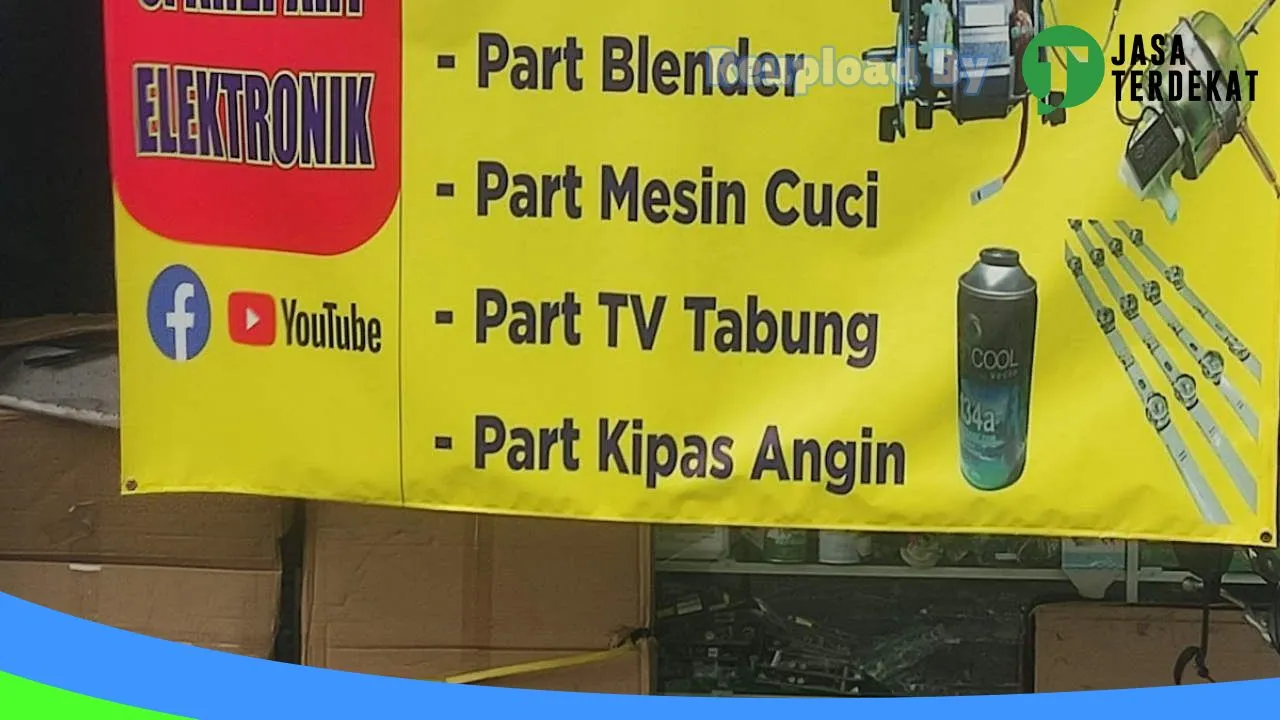 SPAREPART
ELEKTRONIK
YouTube
- Part Blender
- Part Mesin Cuci
- Part TV Tabung
- Part Kipas Angin
COOL
134a
Reupload By
JASA
TERDEKAT